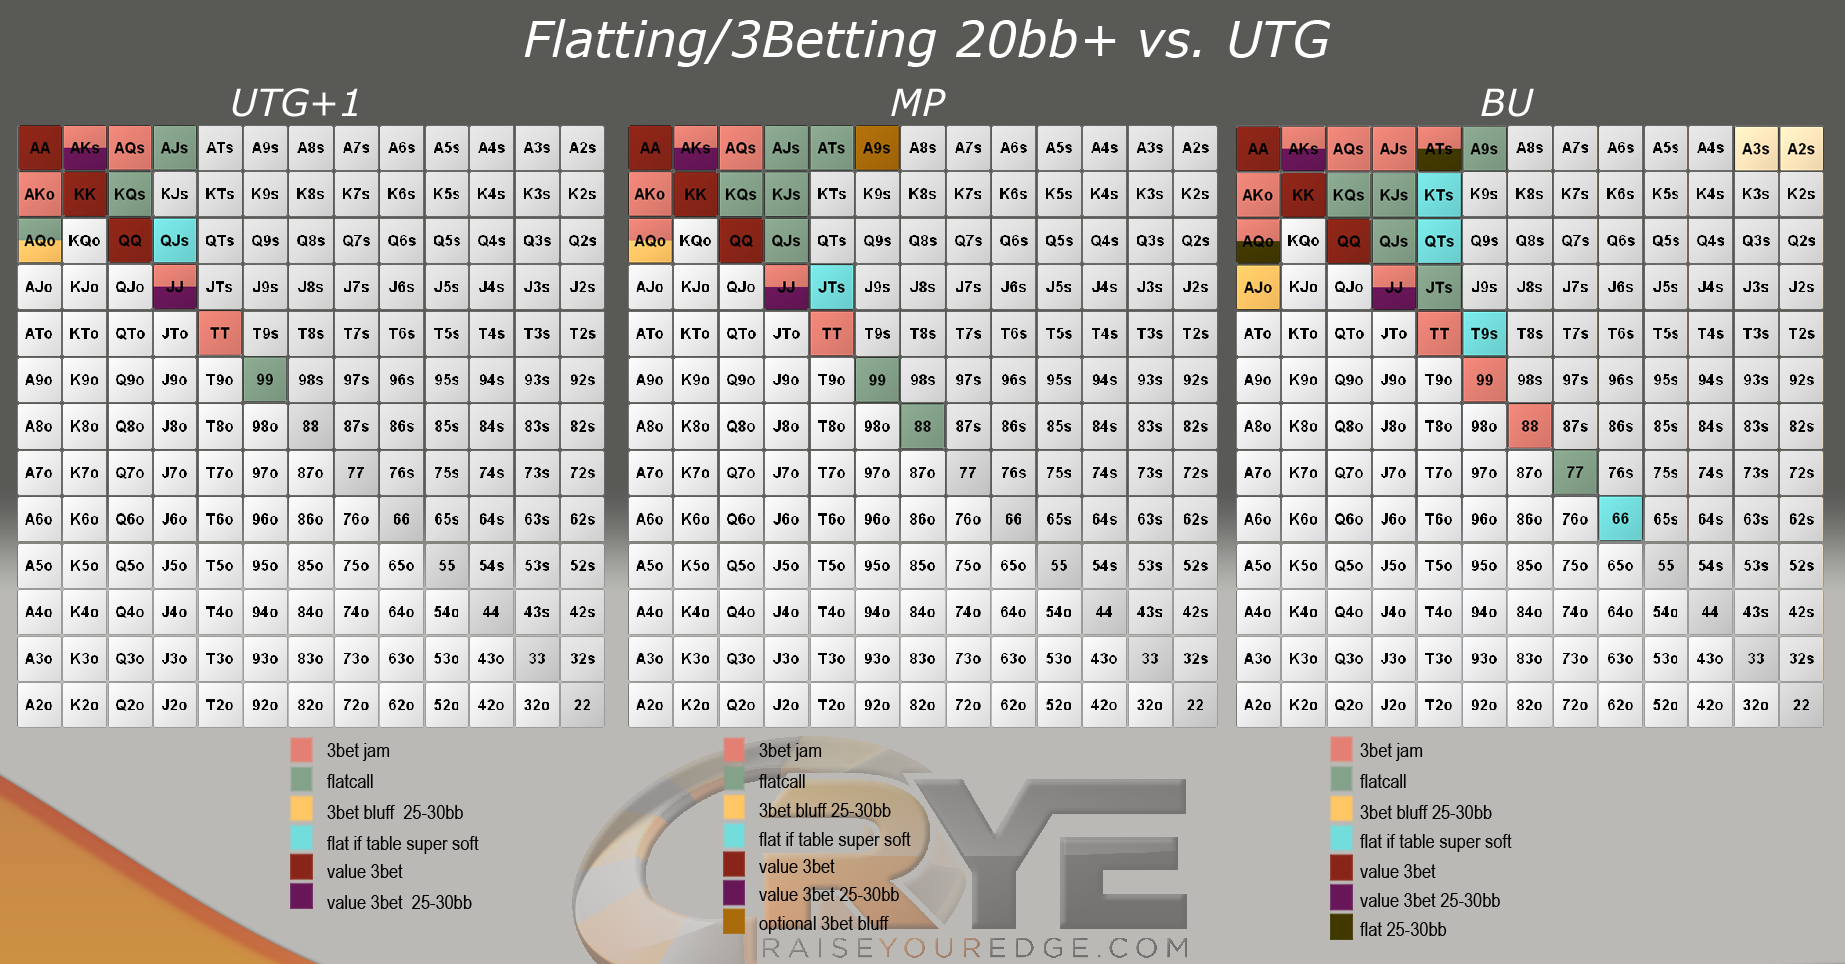 Flatting/3Betting 20bb+ vs. UTG
UTG+1
AA AKs AQs AJs ATs A9s A8s A7s A6s A5s A4s A3s A2s
AKo KK KQs KJs KTs K9s K8s K7s K6s K5s K4s K3s K2s
AQo KQo QQ QJs QTs Q9s Q8s Q7s Q6s Q5s Q4s Q3s Q2s
AJo KJo QJo JJ JTs J9s J8s J7s J6s J5s J4s J3s J2s
ATo KTo QTo JTo TT T9s T8s T7s T6s T5s T4s T3s T2s
A9o K9o Q9o J9o T9o 99 98s 97s 96s 95s 94s 93s 92s
A8o K8o Q8o J8o T8o 98o 88 87s 86s 85s 84s 83s 82s
A7o K7o Q7o J7o T7o 97o 87o 77 76s 75s 74s 73s 72s
A6o K6o Q6o J6o T6o 96o 86o 76o 66 65s 64s 63s 62s
A5o K5o Q5o J5o T5o 95o 85o 75o 65o 55 54s 53s 52s
A4o K4o Q4o J4o T4o 94o 84o 74o 64o 54o 44 43s 42s
A3o K3o Q3o J3o T3o 93o 83o 73o 63o 53o 43o 33 32s
A2o K2o Q2o J2o T2o 92o 82o 72o 62o 52o 42o 32o 22
3bet jam
flatcall
3bet bluff 25-30bb
flat if table super soft
value 3bet
value 3bet 25-30bb
MP
AA AKs AQs AJs ATs A9s A8s A7s A6s A5s A4s A3s A2s
AKo KK KQs KJs KTs K9s K8s K7s K6s K5s K4s K3s K2s
AQo KQo QQ QJs QTs Q9s Q8s Q7s Q6s Q5s Q4s Q3s Q2s
AJo KJo QJo JJ JTs J9s J8s J7s J6s J5s J4s J3s J2s
ATo KTo QTo JTo TT T9s T8s T7s T6s T5s T4s T3s T2s
A9o K9o Q9o J9o T9o 99 98s 97s 96s 95s 94s 93s 92s
A8o K8o Q8o J8o T8o 98o 88 87s 86s 85s 84s 83s 82s
A7o K7o Q7o J7o T7o 97o 87o 77 76s 75s 74s 73s 72s
A6o K6o Q6o J6o T6o 96o 86o 76o 66 65s 64s 63s 62s
A5o K5o Q5o J5o T5o 95o 85o 75o 65o 55 54s 53s 52s
A4o K4o Q4o J4o T4o 94o 84o 74o 64o 54o 44 43s 42s
A3o K3o Q3o J3o T3o 93o 83o 73o 63o 53o 43o 33 32s
A2o K2o Q2o J2o T2o 92o 82o 72o 62o 52o 42o 32o 22
3bet jam
flatcall
3bet bluff 25-30bb
flat if table super soft
value 3bet
value 3bet 25-30bb
optional 3bet bluff
BU
AA AKs AQs AJs ATs A9s A8s A7s A6s A5s A4s A3s A2s
AKo KK KQs KJs KTs K9s K8s K7s K6s K5s K4s K3s K2s
AQo KQo QQ QJs QTs Q9s Q8s Q7s Q6s Q5s Q4s Q3s Q2s
AJo KJo QJo JJ JTs J9s J8s J7s J6s J5s J4s J3s J2s
ATo KTo QTo JTo TT T9s T8s T7s T6s T5s T4s T3s T2s
A9o K9o Q9o J9o T9o 99 98s 97s 96s 95s 94s 93s 92s
A8o K8o Q8o J8o T8o 98o 88 87s 86s 85s 84s 83s 82s
A7o K7o Q7o J7o T7o 97o 87o 77 76s 75s 74s 73s 72s
A6o K6o Q6o J6o T6o 96o 86o 76o 66 65s 64s 63s 62s
A5o K5o Q5o J5o T5o 95o 85o 75o 65o 55 54s 53s 52s
A4o K4o Q4o J4o T4o 94o 84o 74o 64o 54o 44 43s 42s
A3o K3o Q3o J3o T3o 93o 83o 73o 63o 53o 43o 33 32s
A2o K2o Q2o J2o T2o 92o 82o 72o 62o 52o 42o 32o 22
3bet jam
flatcall
3bet bluff 25-30bb
flat if table super soft
value 3bet
value 3bet 25-30bb
flat 25-30bb
RYE
RAISEYOUREDGE.COM